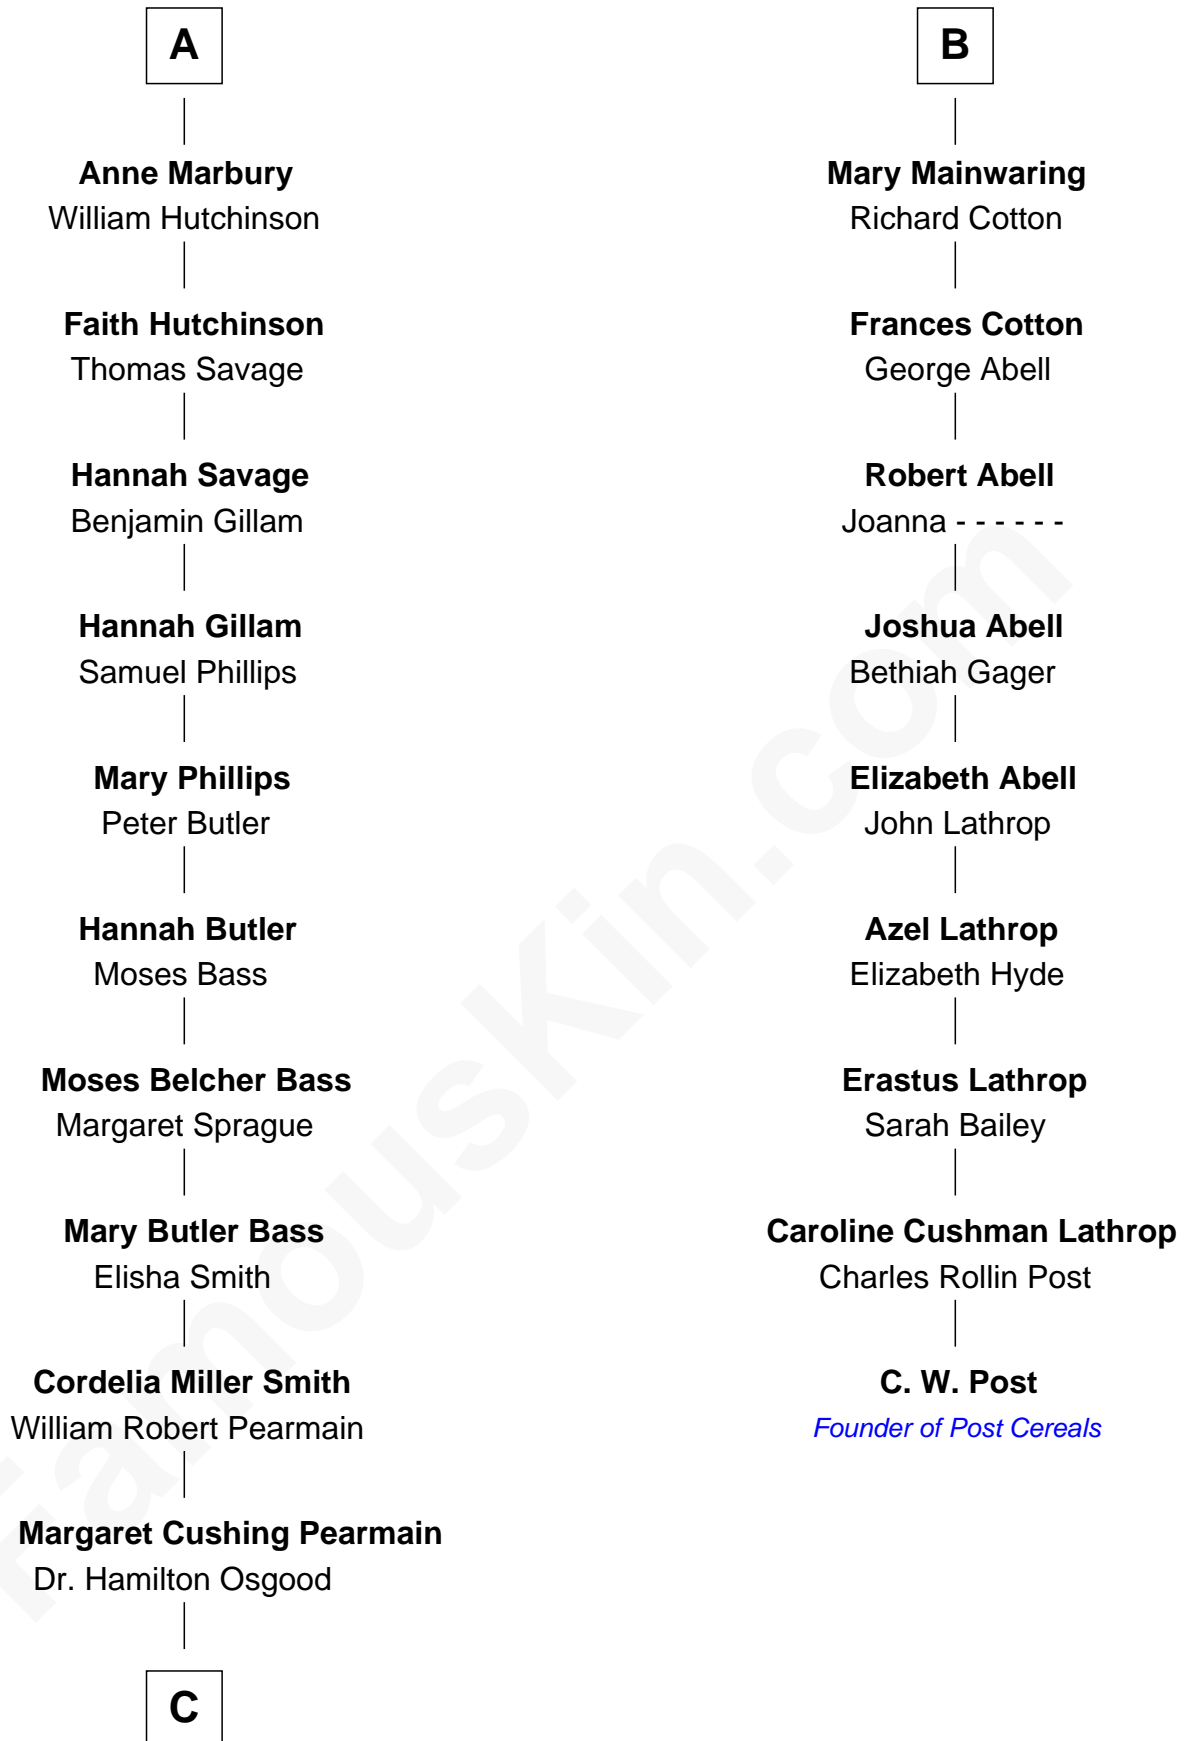 A
Anne Marbury
William Hutchinson
Faith Hutchinson
Thomas Savage
Hannah Savage
Benjamin Gillam
Hannah Gillam
Samuel Phillips
Mary Phillips
Peter Butler
Hannah Butler
Moses Bass
Moses Belcher Bass
Margaret Sprague
Mary Butler Bass
Elisha Smith
Cordelia Miller Smith
William Robert Pearmain
Margaret Cushing Pearmain
Dr. Hamilton Osgood
C
B
Mary Mainwaring
Richard Cotton
Frances Cotton
George Abell
Robert Abell
Joanna - - - - - -
Joshua Abell
Bethiah Gager
Elizabeth Abell
John Lathrop
Azel Lathrop
Elizabeth Hyde
Erastus Lathrop
Sarah Bailey
Caroline Cushman Lathrop
Charles Rollin Post
C. W. Post
Founder of Post Cereals
FamousKin.com